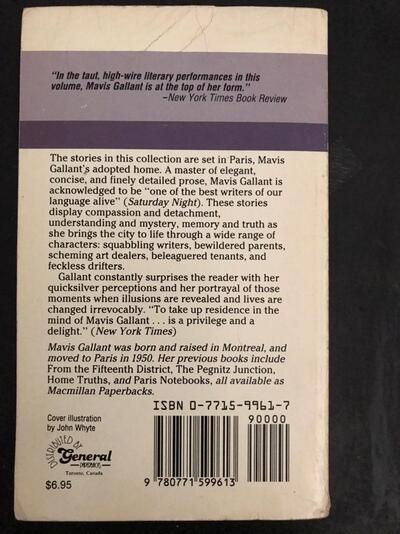 "In the taut, high-wire literary performances in this
volume, Mavis Gallant is at the top of her form."
–New York Times Book Review
The stories in this collection are set in Paris, Mavis
Gallant's adopted home. A master of elegant,
concise, and finely detailed prose, Mavis Gallant is
acknowledged to be "one of the best writers of our
language alive" (Saturday Night). These stories
display compassion and detachment,
understanding and mystery, memory and truth as
she brings the city to life through a wide range of
characters: squabbling writers, bewildered parents,
scheming art dealers, beleaguered tenants, and
feckless drifters.
Gallant constantly surprises the reader with her
quicksilver perceptions and her portrayal of those
moments when illusions are revealed and lives are
changed irrevocably. "To take up residence in the
mind of Mavis Gallant . . . is a privilege and a
delight." (New York Times)
Mavis Gallant was born and raised in Montreal, and
moved to Paris in 1950. Her previous books include
From the Fifteenth District, The Pegnitz Junction,
Home Truths, and Paris Notebooks, all available as
Macmillan Paperbacks.
ISBN 0-7715-9961-7
90000
Cover illustration
by John Whyte
DISTRIBUTED BY
General
PAPERBACKS
Toronto, Canada
$6.95
9 780771 599613